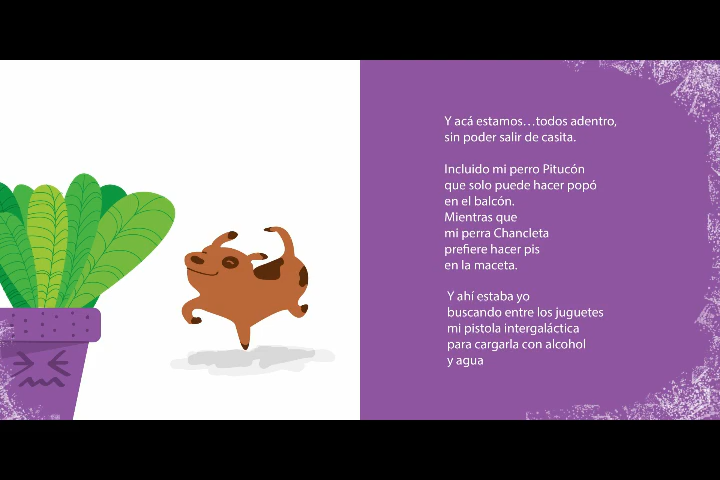 Y acá estamos...todos adentro,
sin poder salir de casita.
Incluido mi perro Pitucón
que solo puede hacer popó
en el balcón.
Mientras que
mi perra Chancleta
prefiere hacer pis
en la maceta.
Y ahí estaba yo
buscando entre los juguetes
mi pistola intergaláctica
para cargarla con alcohol
y agua